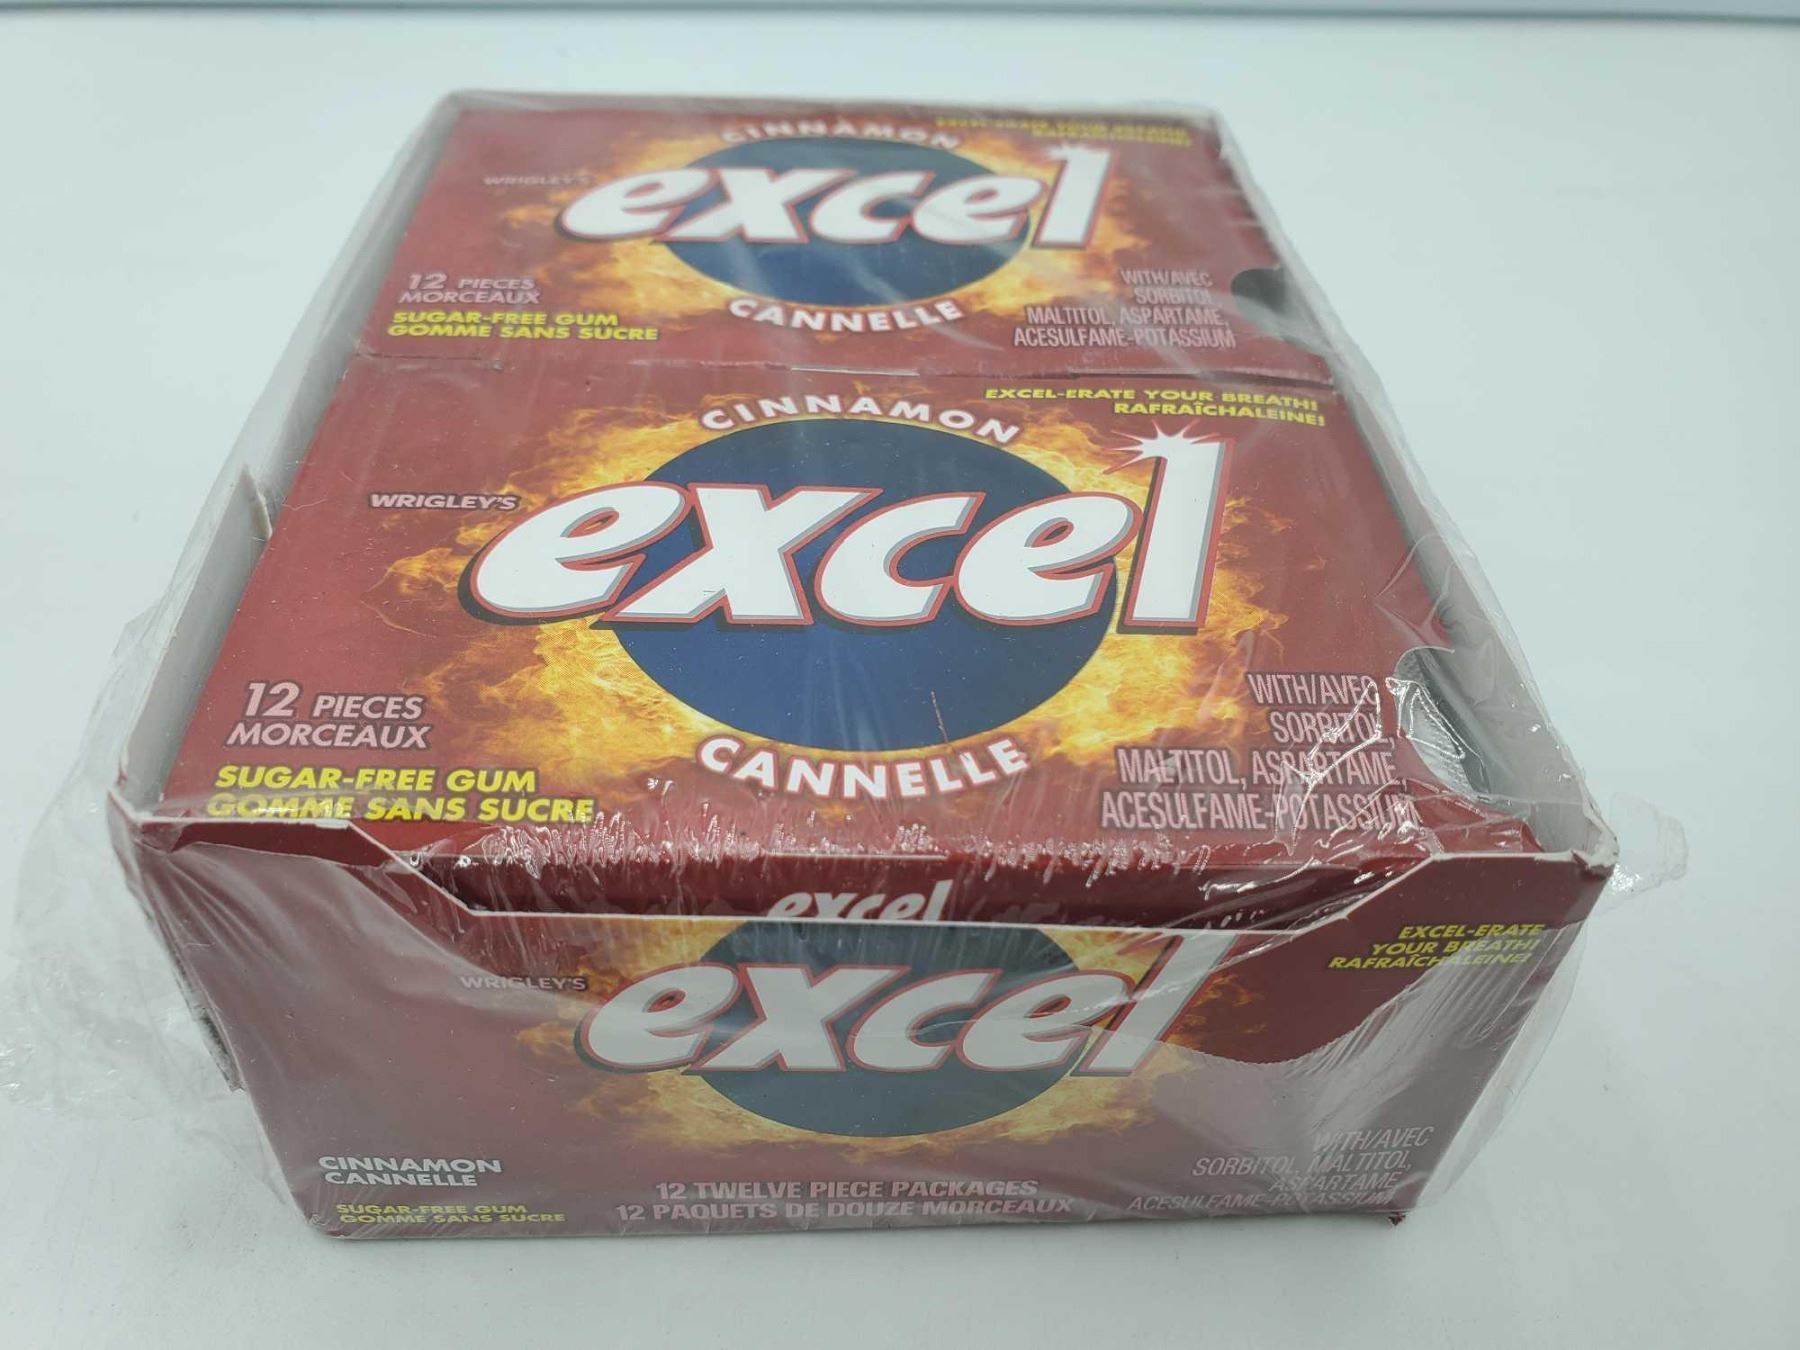 CINNAMON
WRIGLEY'S
excel
12 PIECES
MORCEAUX
SUGAR-FREE GUM
GOMME SANS SUCRE
CANNELLE
WITH/AVEC
SORBITOL,
MALTITOL, ASPARTAME,
ACESULFAME-POTASSIUM
EXCEL-ERATE YOUR BREATH!
RAFRAÎCHALEINE!
CINNAMON
WRIGLEY'S
excel
12 PIECES
MORCEAUX
SUGAR-FREE GUM
GOMME SANS SUCRE
CANNELLE
WITH/AVEC
SORBITOL,
MALTITOL, ASPARTAME,
ACESULFAME-POTASSIUM
excel
EXCEL-ERATE
YOUR BREATH!
RAFRAÎCHALEINE!
WRIGLEY'S
excel
CINNAMON
CANNELLE
SUGAR-FREE GUM
GOMME SANS SUCRE
12 TWELVE PIECE PACKAGES
12 PAQUETS DE DOUZE MORCEAUX
WITH/AVEC
SORBITOL, MALTITOL,
ASPARTAME,
ACESULFAME-POTASSIUM